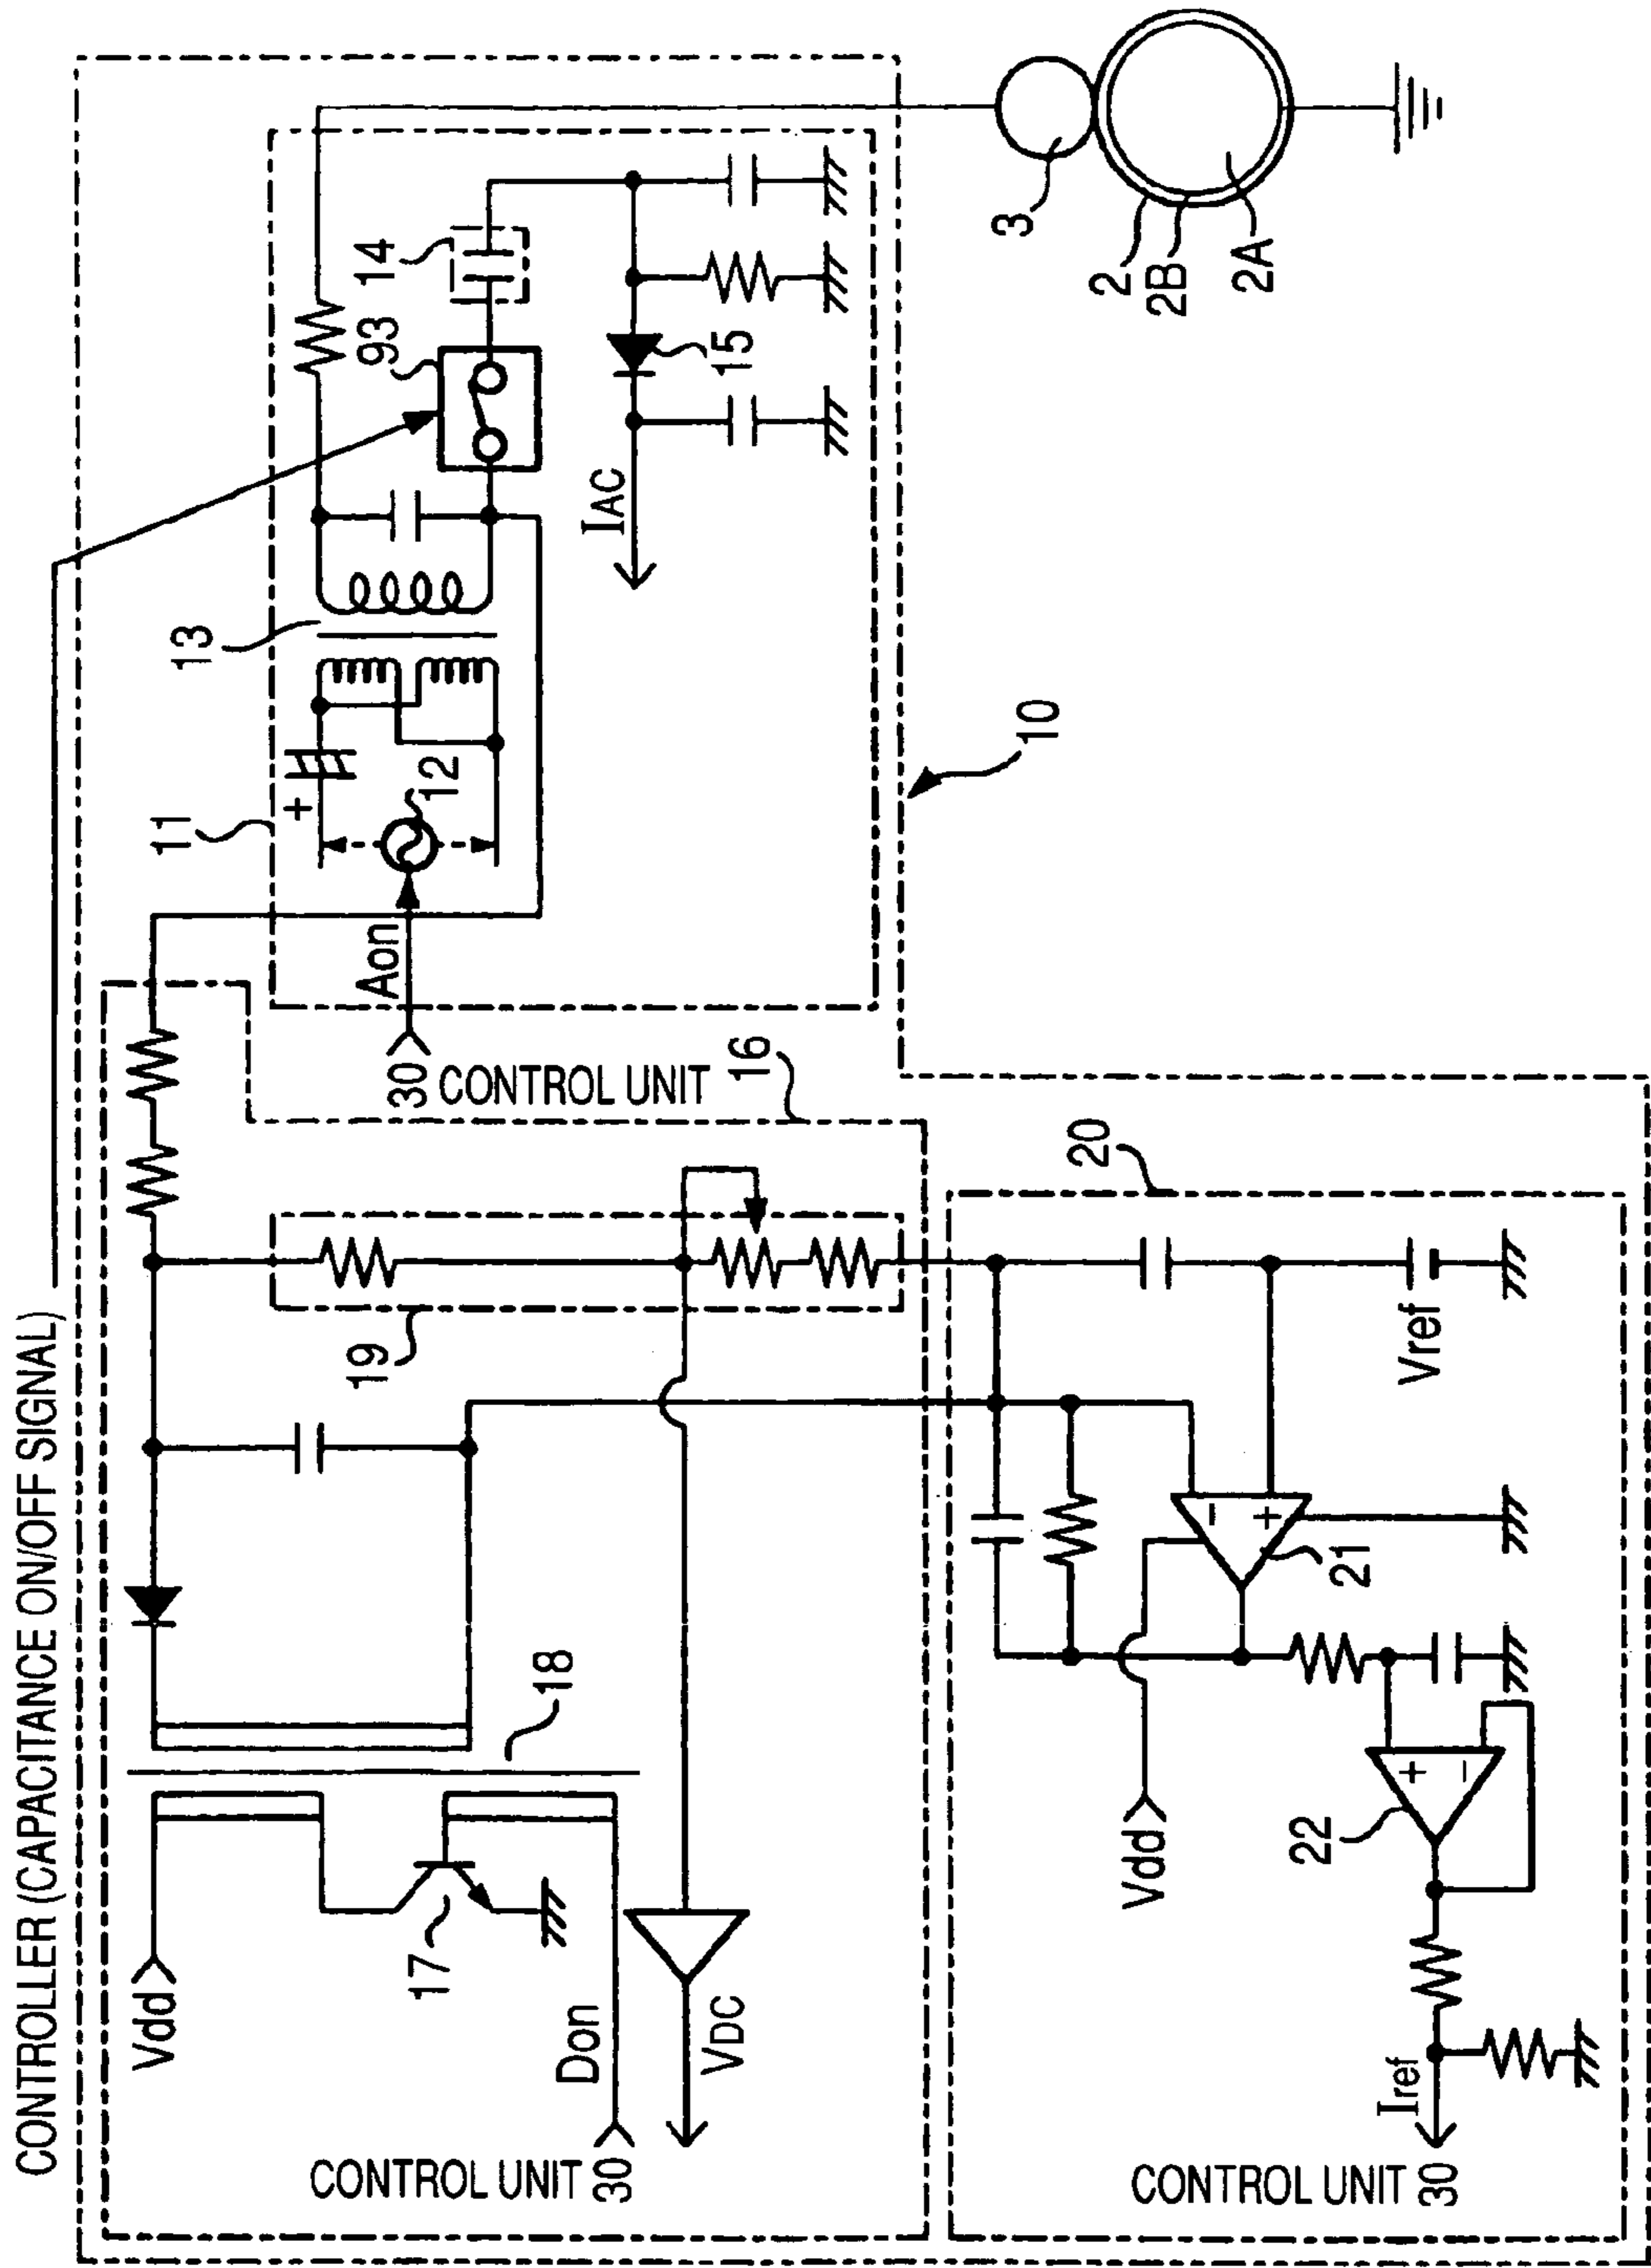 CONTROLLER (CAPACITANCE ON/OFF SIGNAL)
Vdd
17
Don
CONTROL UNIT 30
VDC
18
19
16
30 CONTROL UNIT
Aon
11
+
12
13
93
14
15
IAC
10
3
2
2B
2A
20
Vref
-
+
21
Vdd
22
+
-
Iref
CONTROL UNIT 30